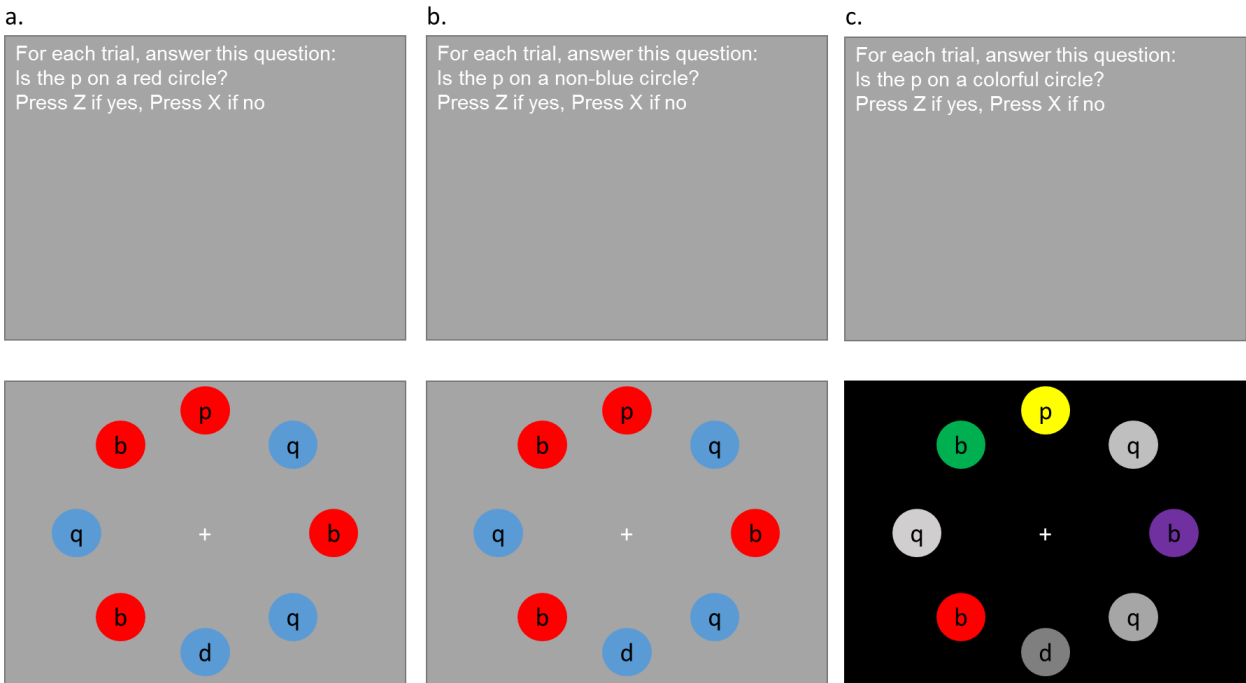 a.
For each trial, answer this question:
Is the p on a red circle?
Press Z if yes, Press X if no
p
b
q
q
+
b
b
q
d
b.
For each trial, answer this question:
Is the p on a non-blue circle?
Press Z if yes, Press X if no
p
b
q
q
+
b
b
q
d
c.
For each trial, answer this question:
Is the p on a colorful circle?
Press Z if yes, Press X if no
p
b
q
q
+
b
b
q
d